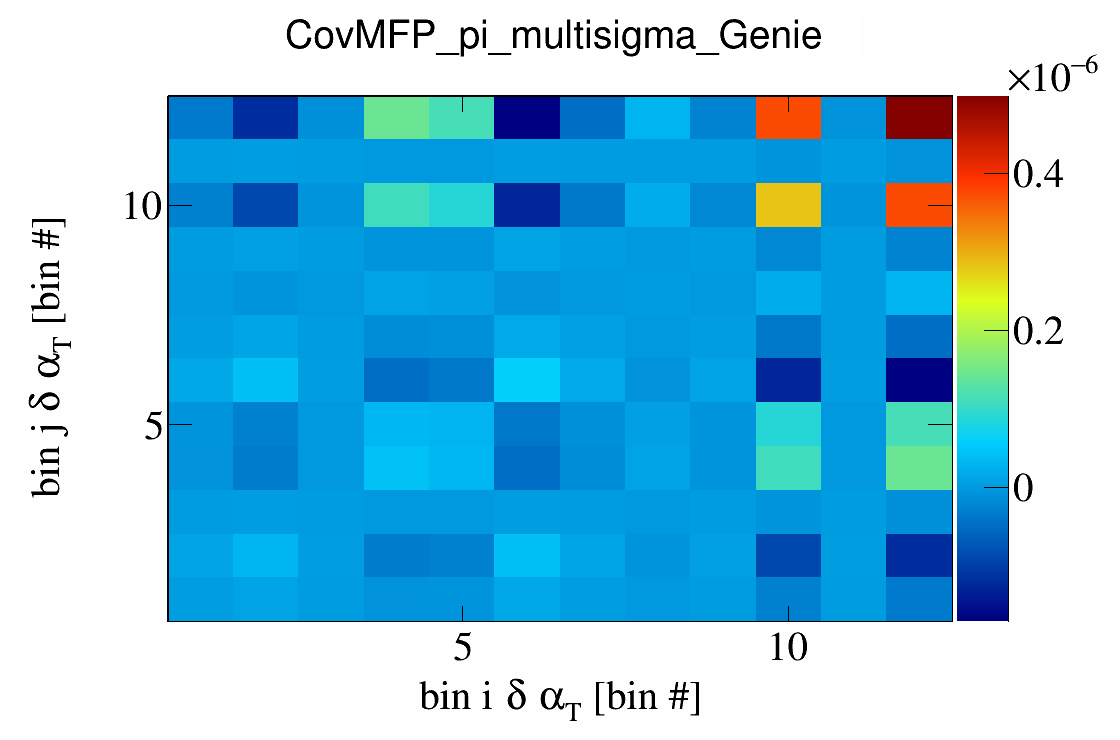 CovMFP_pi_multisigma_Genie
×10⁻⁶
0.4
0.2
0
10
5
bin j δ α_T [bin #]
5 10
bin i δ α_T [bin #]